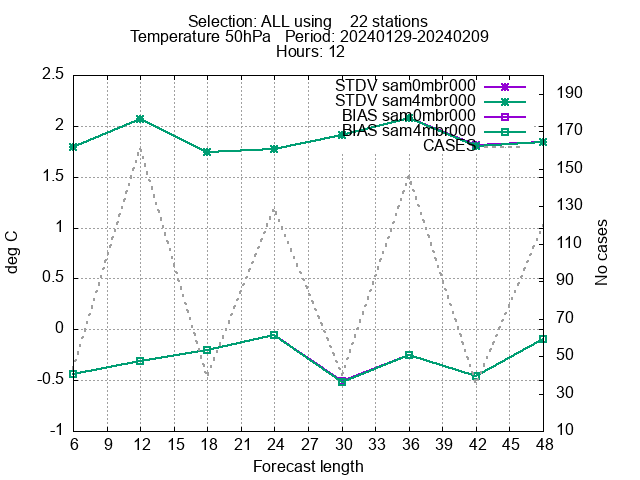 Selection: ALL using 22 stations
Temperature 50hPa Period: 20240129-20240209
Hours: 12
STDV sam0mbr000
STDV sam4mbr000
BIAS sam0mbr000
BIAS sam4mbr000
CASES
2.5
2
1.5
1
0.5
0
-0.5
-1
deg C
190
170
150
130
110
90
70
50
30
10
No cases
6 9 12 15 18 21 24 27 30 33 36 39 42 45 48
Forecast length